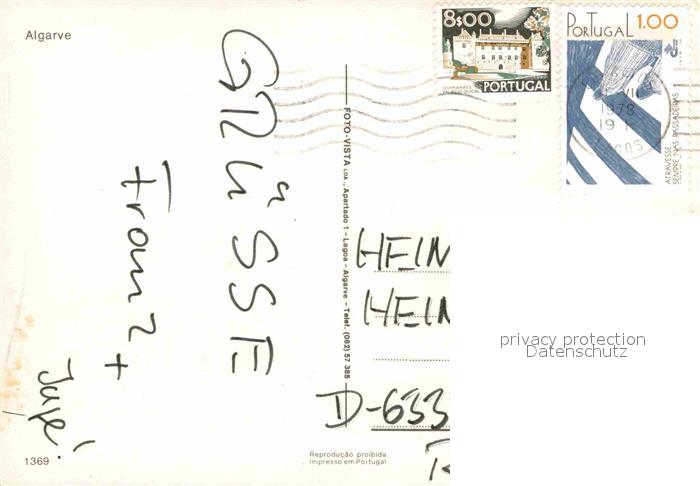 Algarve
GRÜSSE
Franz +
1369
FOTO-VISTA LDA., Apartado 1 - Lagoa - Algarve - Telef. (082) 57 385
Reprodução proibida
Impresso em Portugal
8$00
GUIMARÃES
PORTUGAL
PORTUGAL 1.00
ATRAVESSE
SEMPRE NAS PASSADEIRAS
1978
LAGOS
HEIN
HEIN
D-633
privacy protection
Datenschutz